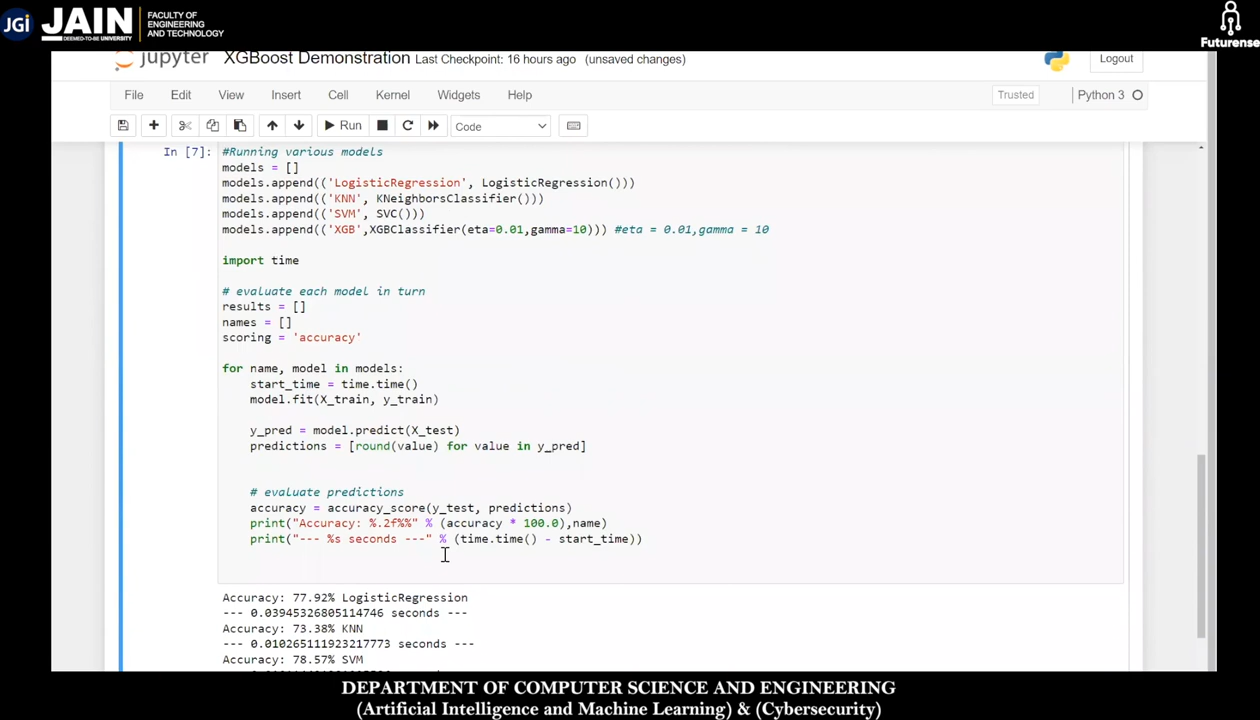 JGI JAIN DEEMED-TO-BE UNIVERSITY
FACULTY OF
ENGINEERING
AND TECHNOLOGY
Futurense
jupyter XGBoost Demonstration Last Checkpoint: 16 hours ago (unsaved changes)
Logout
File Edit View Insert Cell Kernel Widgets Help
Trusted Python 3
Run Code
In [7]: #Running various models
models = []
models.append(('LogisticRegression', LogisticRegression()))
models.append(('KNN', KNeighborsClassifier()))
models.append(('SVM', SVC()))
models.append(('XGB',XGBClassifier(eta=0.01,gamma=10))) #eta = 0.01,gamma = 10
import time
# evaluate each model in turn
results = []
names = []
scoring = 'accuracy'
for name, model in models:
start_time = time.time()
model.fit(X_train, y_train)
y_pred = model.predict(X_test)
predictions = [round(value) for value in y_pred]
# evaluate predictions
accuracy = accuracy_score(y_test, predictions)
print("Accuracy: %.2f%%" % (accuracy * 100.0),name)
print("--- %s seconds ---" % (time.time() - start_time))
Accuracy: 77.92% LogisticRegression
--- 0.03945326805114746 seconds ---
Accuracy: 73.38% KNN
--- 0.010265111923217773 seconds ---
Accuracy: 78.57% SVM
DEPARTMENT OF COMPUTER SCIENCE AND ENGINEERING
(Artificial Intelligence and Machine Learning) & (Cybersecurity)